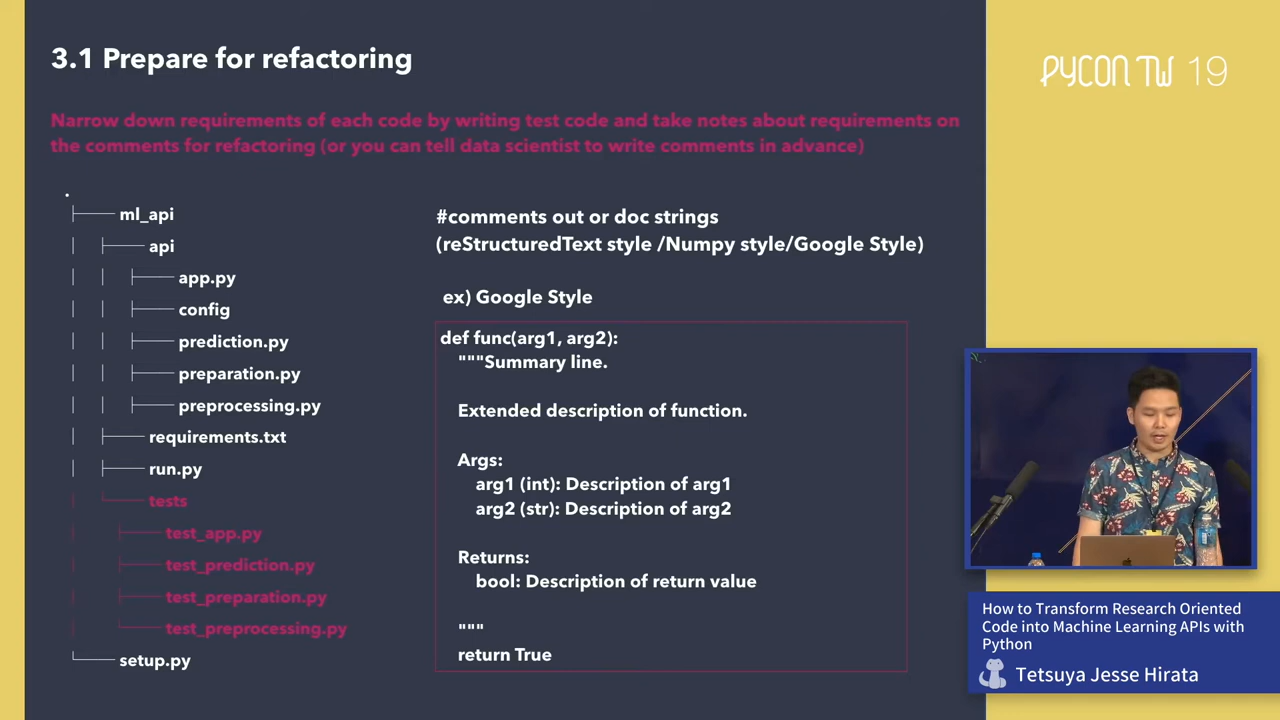 3.1 Prepare for refactoring
PYCON TW 19
Narrow down requirements of each code by writing test code and take notes about requirements on
the comments for refactoring (or you can tell data scientist to write comments in advance)
.
ml_api
api
app.py
config
prediction.py
preparation.py
preprocessing.py
requirements.txt
run.py
tests
test_app.py
test_prediction.py
test_preparation.py
test_preprocessing.py
setup.py
#comments out or doc strings
(reStructuredText style /Numpy style/Google Style)
ex) Google Style
def func(arg1, arg2):
"""Summary line.
Extended description of function.
Args:
arg1 (int): Description of arg1
arg2 (str): Description of arg2
Returns:
bool: Description of return value
"""
return True
How to Transform Research Oriented
Code into Machine Learning APIs with
Python
Tetsuya Jesse Hirata